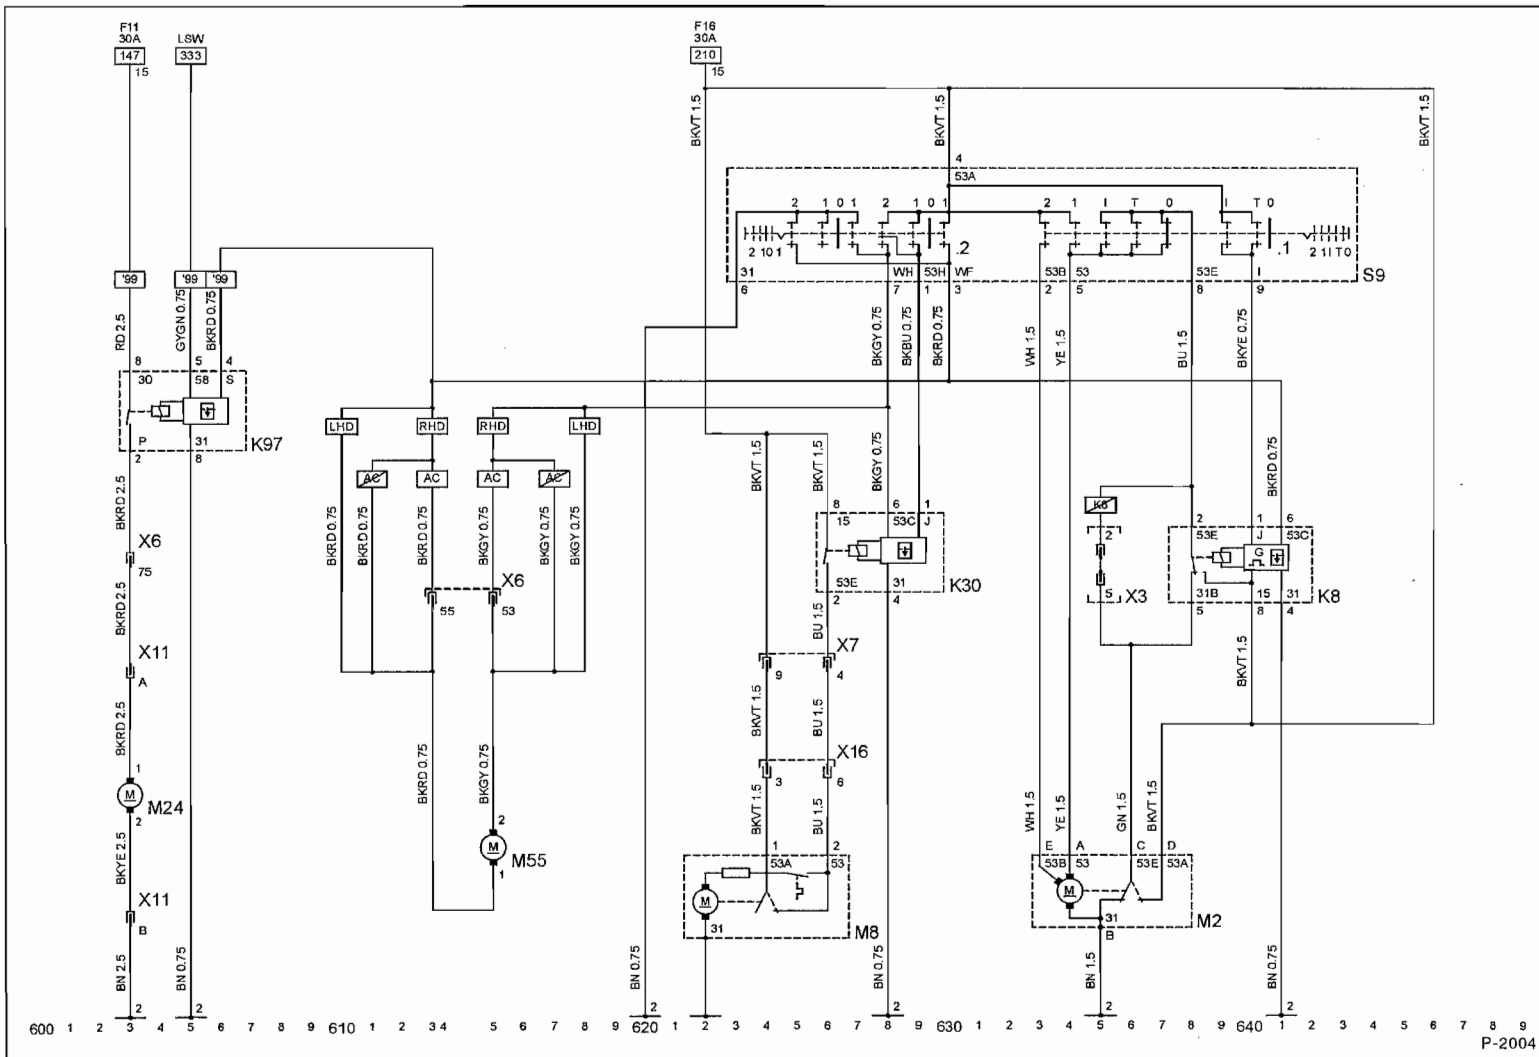 F11 F16
30A LSW 30A
147 333 210
15 15
BKVT 1.5 BKVT 1.5 BKVT 1.5
4
53A
2 1 0 1 2 1 0 1 2 1 I T 0 I T 0
2 10 1 .2 .1 2 1I T0
31 WH 53H WF 53B 53 53E I S9
6 7 1 3 2 5 8 9
'99 '99 '99
RD 2.5 GYGN 0.75 BKRD 0.75 BKGY 0.75 BKBU 0.75 BKRD 0.75 WH 1.5 YE 1.5 BU 1.5 BKYE 0.75
8 5 4
30 58 S
P 31 K97
2 8
LHD RHD RHD LHD
AC AC AC AC
BKRD 2.5 BKRD 0.75 BKRD 0.75 BKRD 0.75 BKGY 0.75 BKGY 0.75 BKGY 0.75 BKVT 1.5 BKVT 1.5 BKGY 0.75 BKRD 0.75
8 6 1 K6 2 1 6
15 53C J 2 53E J 53C
G
X6 75
X6 55 53
53E 31 K30
2 4
5 X3
31B 15 31 K8
5 8 4
BKRD 2.5 BU 1.5 BKVT 1.5
X11 A
X7 9 4
BKRD 2.5 BKRD 0.75 BKGY 0.75 BKVT 1.5 BU 1.5
X16 3 6
1
M M24
2
2
M M55
1
BKVT 1.5 BU 1.5 WH 1.5 YE 1.5 GN 1.5 BKVT 1.5
1 2 E A C D
53A 53 53B 53 53E 53A
M M
31 M8 31 M2
B
BKYE 2.5
X11 B
BN 2.5 BN 0.75 BN 0.75 BN 0.75 BN 1.5 BN 0.75
2 2 2 2 2 2
600 1 2 3 4 5 6 7 8 9 610 1 2 3 4 5 6 7 8 9 620 1 2 3 4 5 6 7 8 9 630 1 2 3 4 5 6 7 8 9 640 1 2 3 4 5 6 7 8 9
P-2004